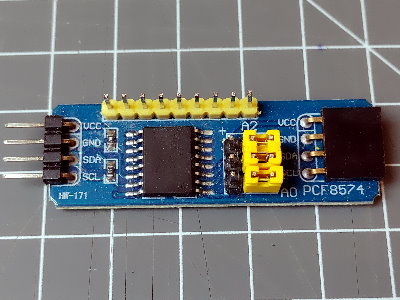 VCC
GND
SDA
SCL
HW-171
+
A2
-
A0
VCC
GND
SDA
SCL
PCF8574